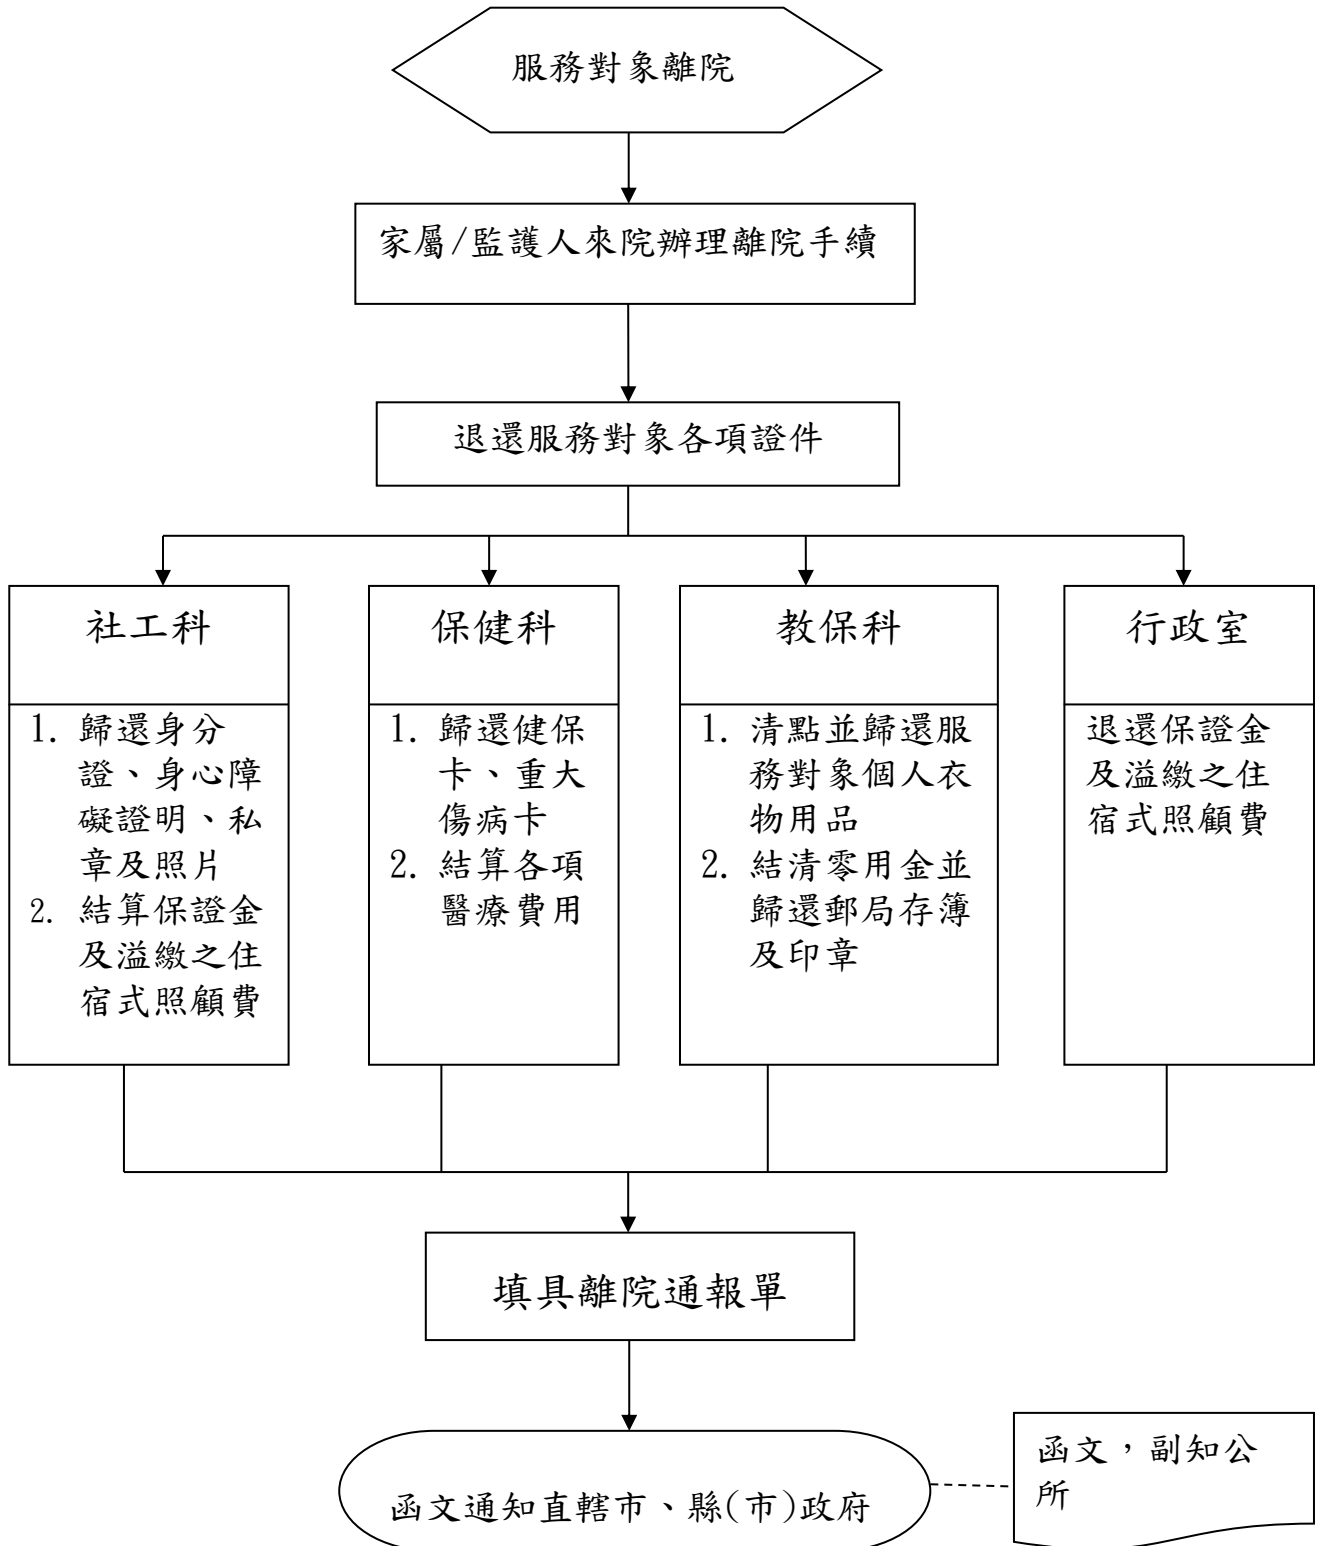 服務對象離院
家屬/監護人來院辦理離院手續
退還服務對象各項證件
社工科
1. 歸還身分
證、身心障
礙證明、私
章及照片
2. 結算保證金
及溢繳之住
宿式照顧費
保健科
1. 歸還健保
卡、重大
傷病卡
2. 結算各項
醫療費用
教保科
1. 清點並歸還服
務對象個人衣
物用品
2. 結清零用金並
歸還郵局存簿
及印章
行政室
退還保證金
及溢繳之住
宿式照顧費
填具離院通報單
函文通知直轄市、縣(市)政府
函文，副知公
所